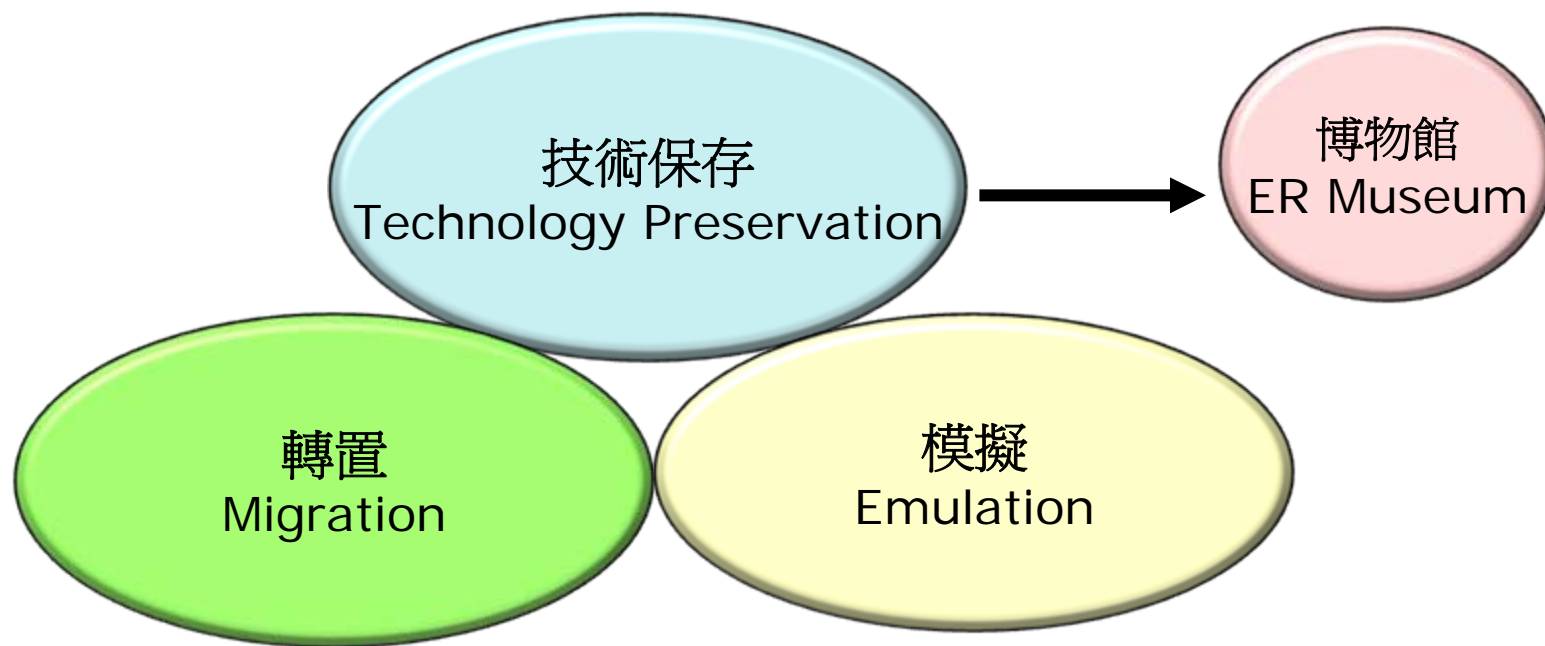 技術保存
Technology Preservation
博物館
ER Museum
轉置
Migration
模擬
Emulation